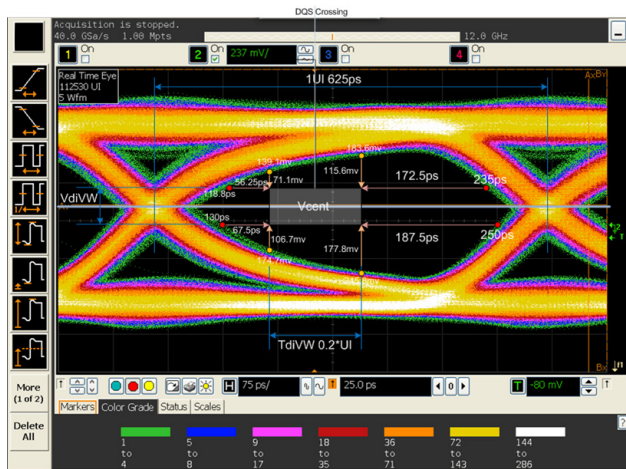 DQS Crossing
Acquisition is stopped.
40.0 GSa/s 1.00 Mpts
12.0 GHz
1 On
2 On 237 mV/
3 On
4 On
Real Time Eye
112530 UI
5 Wfm
Ax By
1UI 625ps
183.6mv
139.1mv
115.6mv
71.1mv
56.25ps
118.8ps
172.5ps
235ps
VdiVW
Vcent
130ps
67.5ps
106.7mv
177.8mv
187.5ps
250ps
TdiVW 0.2*UI
Bx
More
(1 of 2)
Delete
All
H 75 ps/
25.0 ps
0
T -80 mV
Markers Color Grade Status Scales
1 5 9 18 36 72 144
to to to to to to to
4 8 17 35 71 143 286